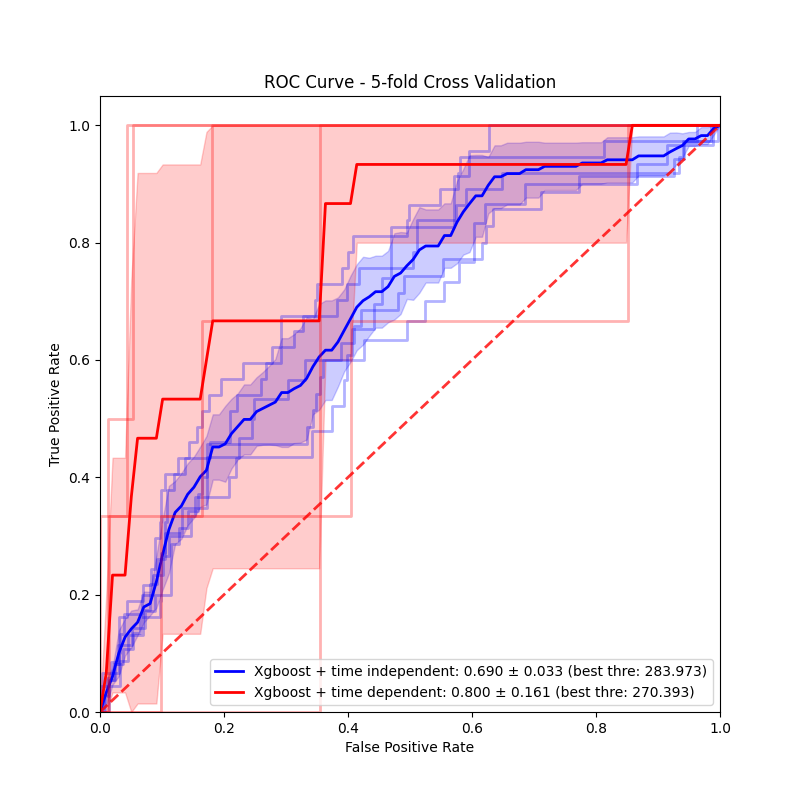 ROC Curve - 5-fold Cross Validation
True Positive Rate
1.0
0.8
0.6
0.4
0.2
0.0
0.0 0.2 0.4 0.6 0.8 1.0
False Positive Rate
Xgboost + time independent: 0.690 ± 0.033 (best thre: 283.973)
Xgboost + time dependent: 0.800 ± 0.161 (best thre: 270.393)